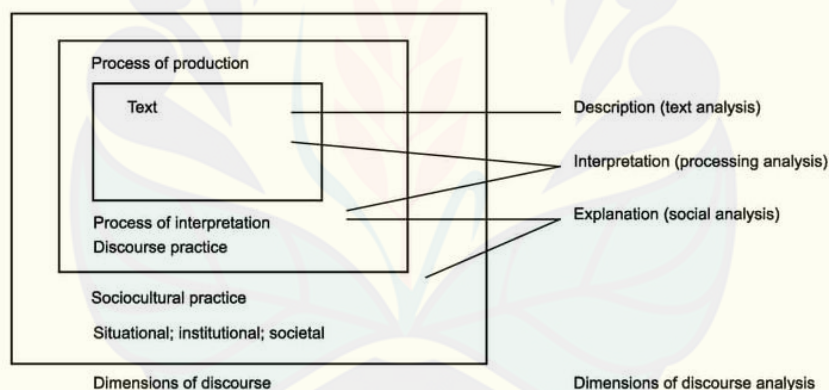 Process of production
Text
Description (text analysis)
Interpretation (processing analysis)
Explanation (social analysis)
Process of interpretation
Discourse practice
Sociocultural practice
Situational; institutional; societal
Dimensions of discourse
Dimensions of discourse analysis